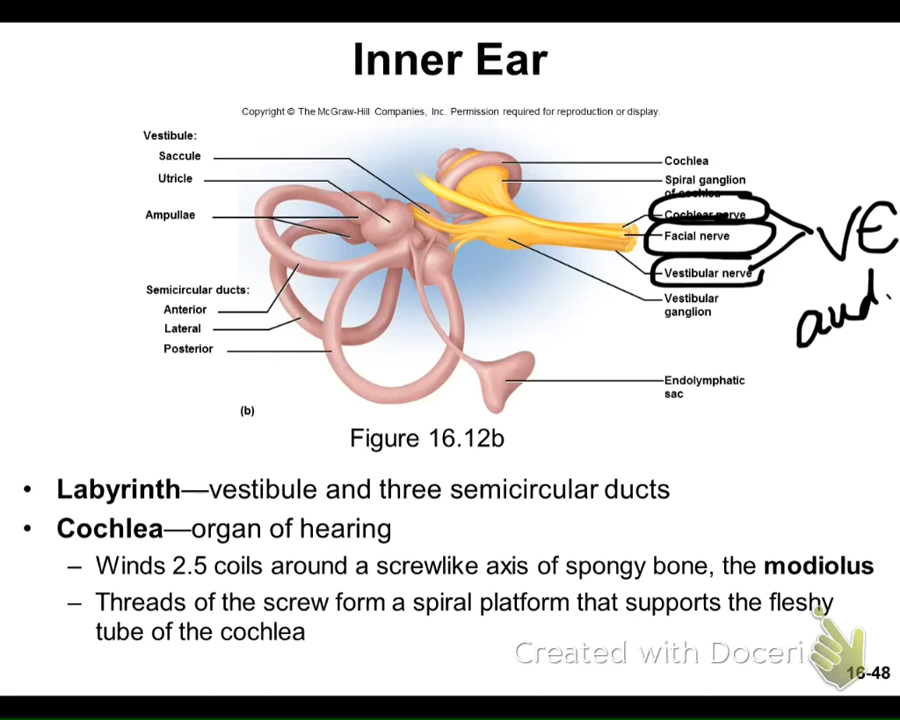 Inner Ear
Copyright © The McGraw-Hill Companies, Inc. Permission required for reproduction or display.
Vestibule:
Saccule
Utricle
Ampullae
Semicircular ducts:
Anterior
Lateral
Posterior
(b)
Cochlea
Spiral ganglion
of cochlea
Cochlear nerve
Facial nerve
Vestibular nerve
Vestibular
ganglion
Endolymphatic
sac
VE
aud.
Figure 16.12b
• Labyrinth—vestibule and three semicircular ducts
• Cochlea—organ of hearing
– Winds 2.5 coils around a screwlike axis of spongy bone, the modiolus
– Threads of the screw form a spiral platform that supports the fleshy
tube of the cochlea
Created with Doceri
16-48